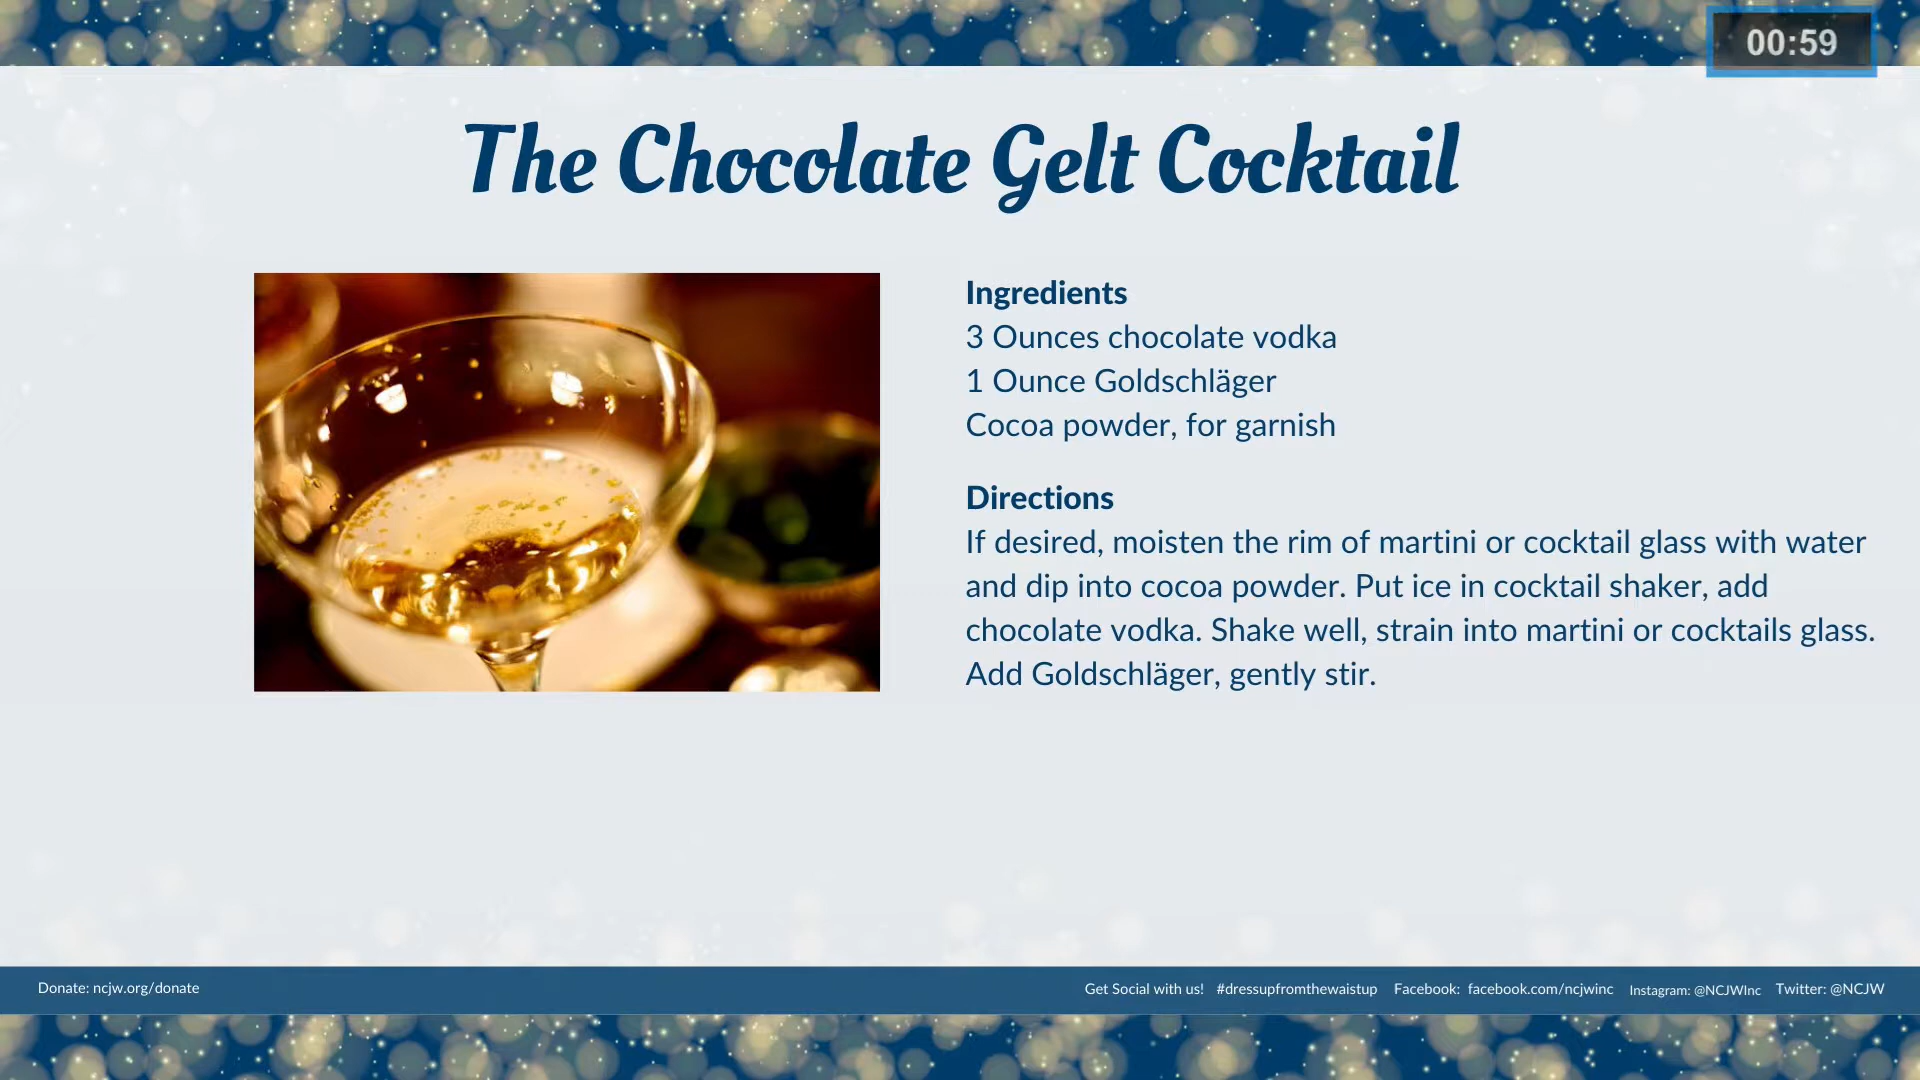 00:59
The Chocolate Gelt Cocktail
Ingredients
3 Ounces chocolate vodka
1 Ounce Goldschläger
Cocoa powder, for garnish
Directions
If desired, moisten the rim of martini or cocktail glass with water
and dip into cocoa powder. Put ice in cocktail shaker, add
chocolate vodka. Shake well, strain into martini or cocktails glass.
Add Goldschläger, gently stir.
Donate: ncjw.org/donate
Get Social with us! #dressupfromthewaistup Facebook: facebook.com/ncjwinc Instagram: @NCJWInc Twitter: @NCJW